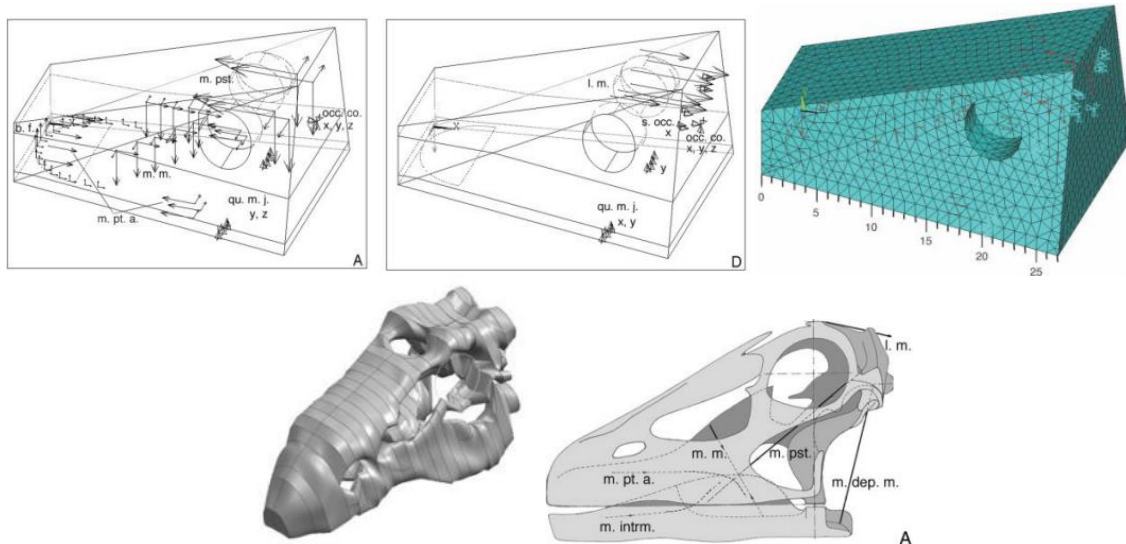 m. pst.
b. f.
occ. co.
x, y, z
m. m.
qu. m. j.
y, z
m. pt. a.
A
l. m.
X
s. occ.
x
occ. co.
x, y, z
y
qu. m. j.
x, y
D
0
5
10
15
20
25
l. m.
m. m.
m. pst.
m. pt. a.
m. dep. m.
m. intrm.
A